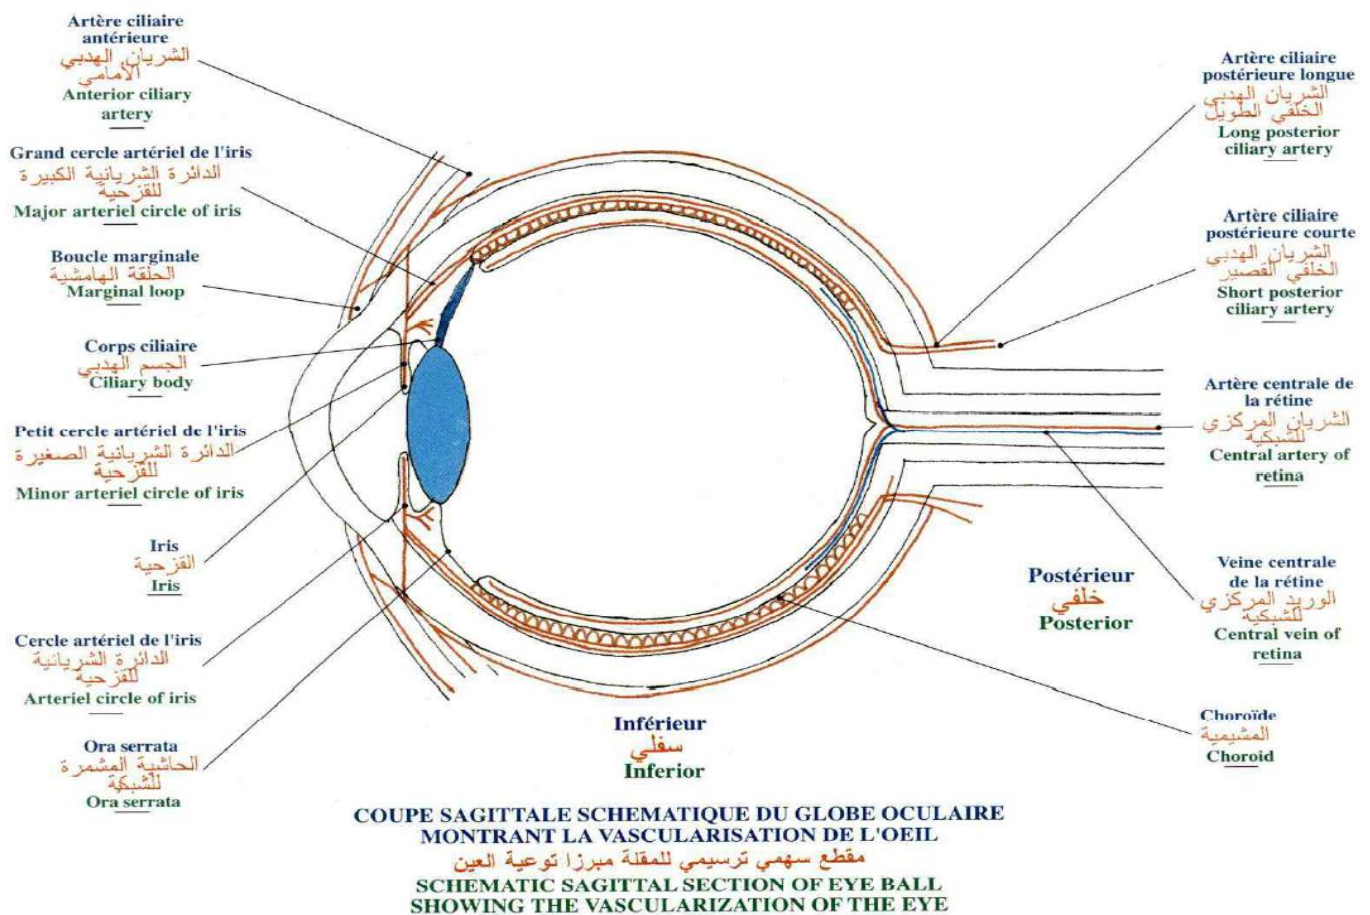 Artère ciliaire
antérieure
الشريان الهدبي
الأمامي
Anterior ciliary
artery
Grand cercle artériel de l'iris
الدائرة الشريانية الكبيرة
للقزحية
Major arteriel circle of iris
Boucle marginale
الحلقة الهامشية
Marginal loop
Corps ciliaire
الجسم الهدبي
Ciliary body
Petit cercle artériel de l'iris
الدائرة الشريانية الصغيرة
للقزحية
Minor arteriel circle of iris
Iris
القزحية
Iris
Cercle artériel de l'iris
الدائرة الشريانية
للقزحية
Arteriel circle of iris
Ora serrata
الحاشية المشمرة
للشبكة
Ora serrata
Artère ciliaire
postérieure longue
الشريان الهدبي
الخلفي الطويل
Long posterior
ciliary artery
Artère ciliaire
postérieure courte
الشريان الهدبي
الخلفي القصير
Short posterior
ciliary artery
Artère centrale de
la rétine
الشريان المركزي
للشبكيه
Central artery of
retina
Veine centrale
de la rétine
الوريد المركزي
للشبكيه
Central vein of
retina
Choroïde
المشيمية
Choroid
Postérieur
خلفي
Posterior
Inférieur
سفلي
Inferior
COUPE SAGITTALE SCHEMATIQUE DU GLOBE OCULAIRE
MONTRANT LA VASCULARISATION DE L'OEIL
مقطع سهمي ترسيمي للمقلة مبرزا توعية العين
SCHEMATIC SAGITTAL SECTION OF EYE BALL
SHOWING THE VASCULARIZATION OF THE EYE